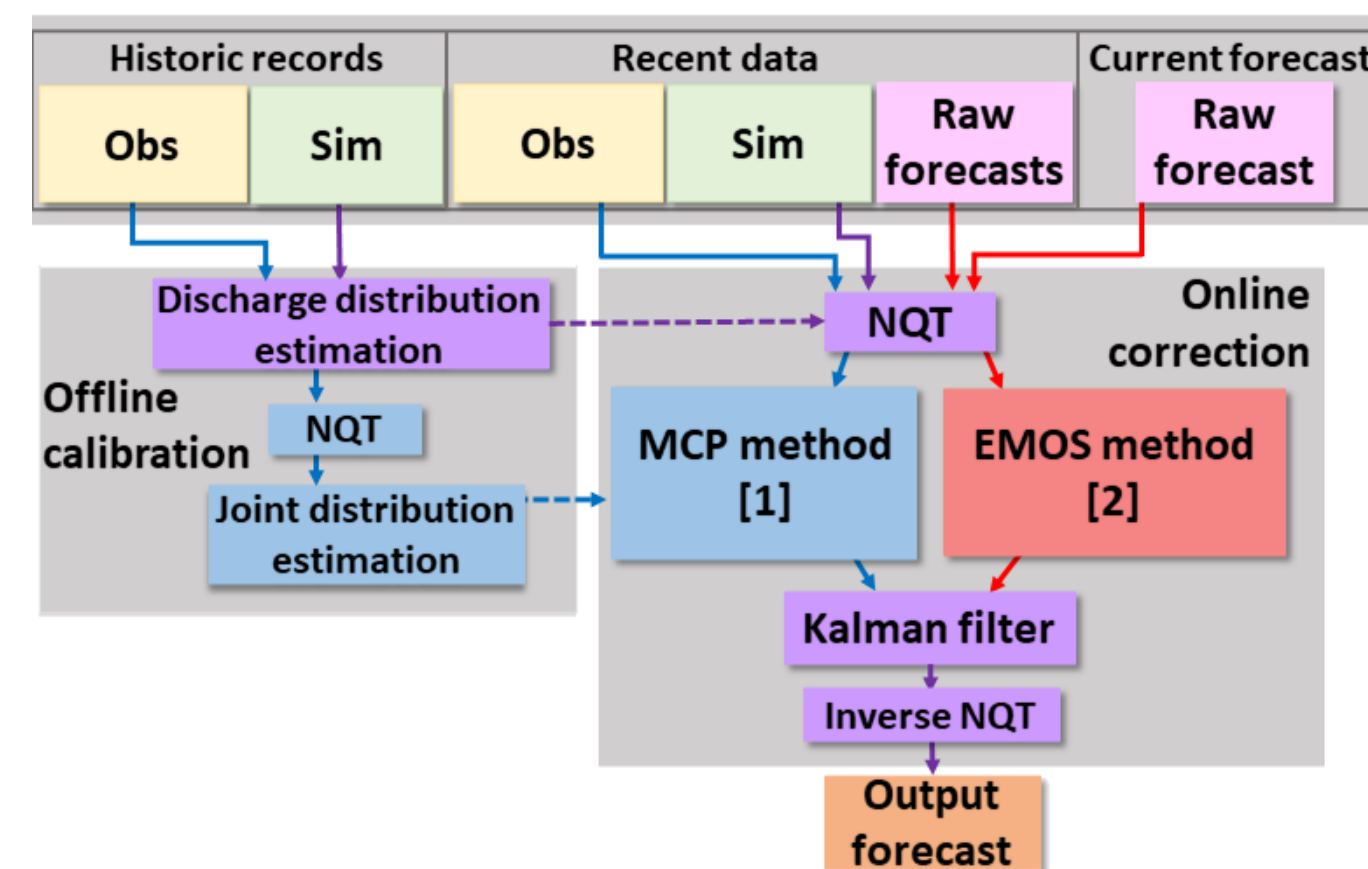 Historic records
Recent data
Current forecast
Obs
Sim
Obs
Sim
Raw
forecasts
Raw
forecast
Discharge distribution
estimation
Offline
calibration
NQT
Joint distribution
estimation
NQT
Online
correction
MCP method
[1]
EMOS method
[2]
Kalman filter
Inverse NQT
Output
forecast